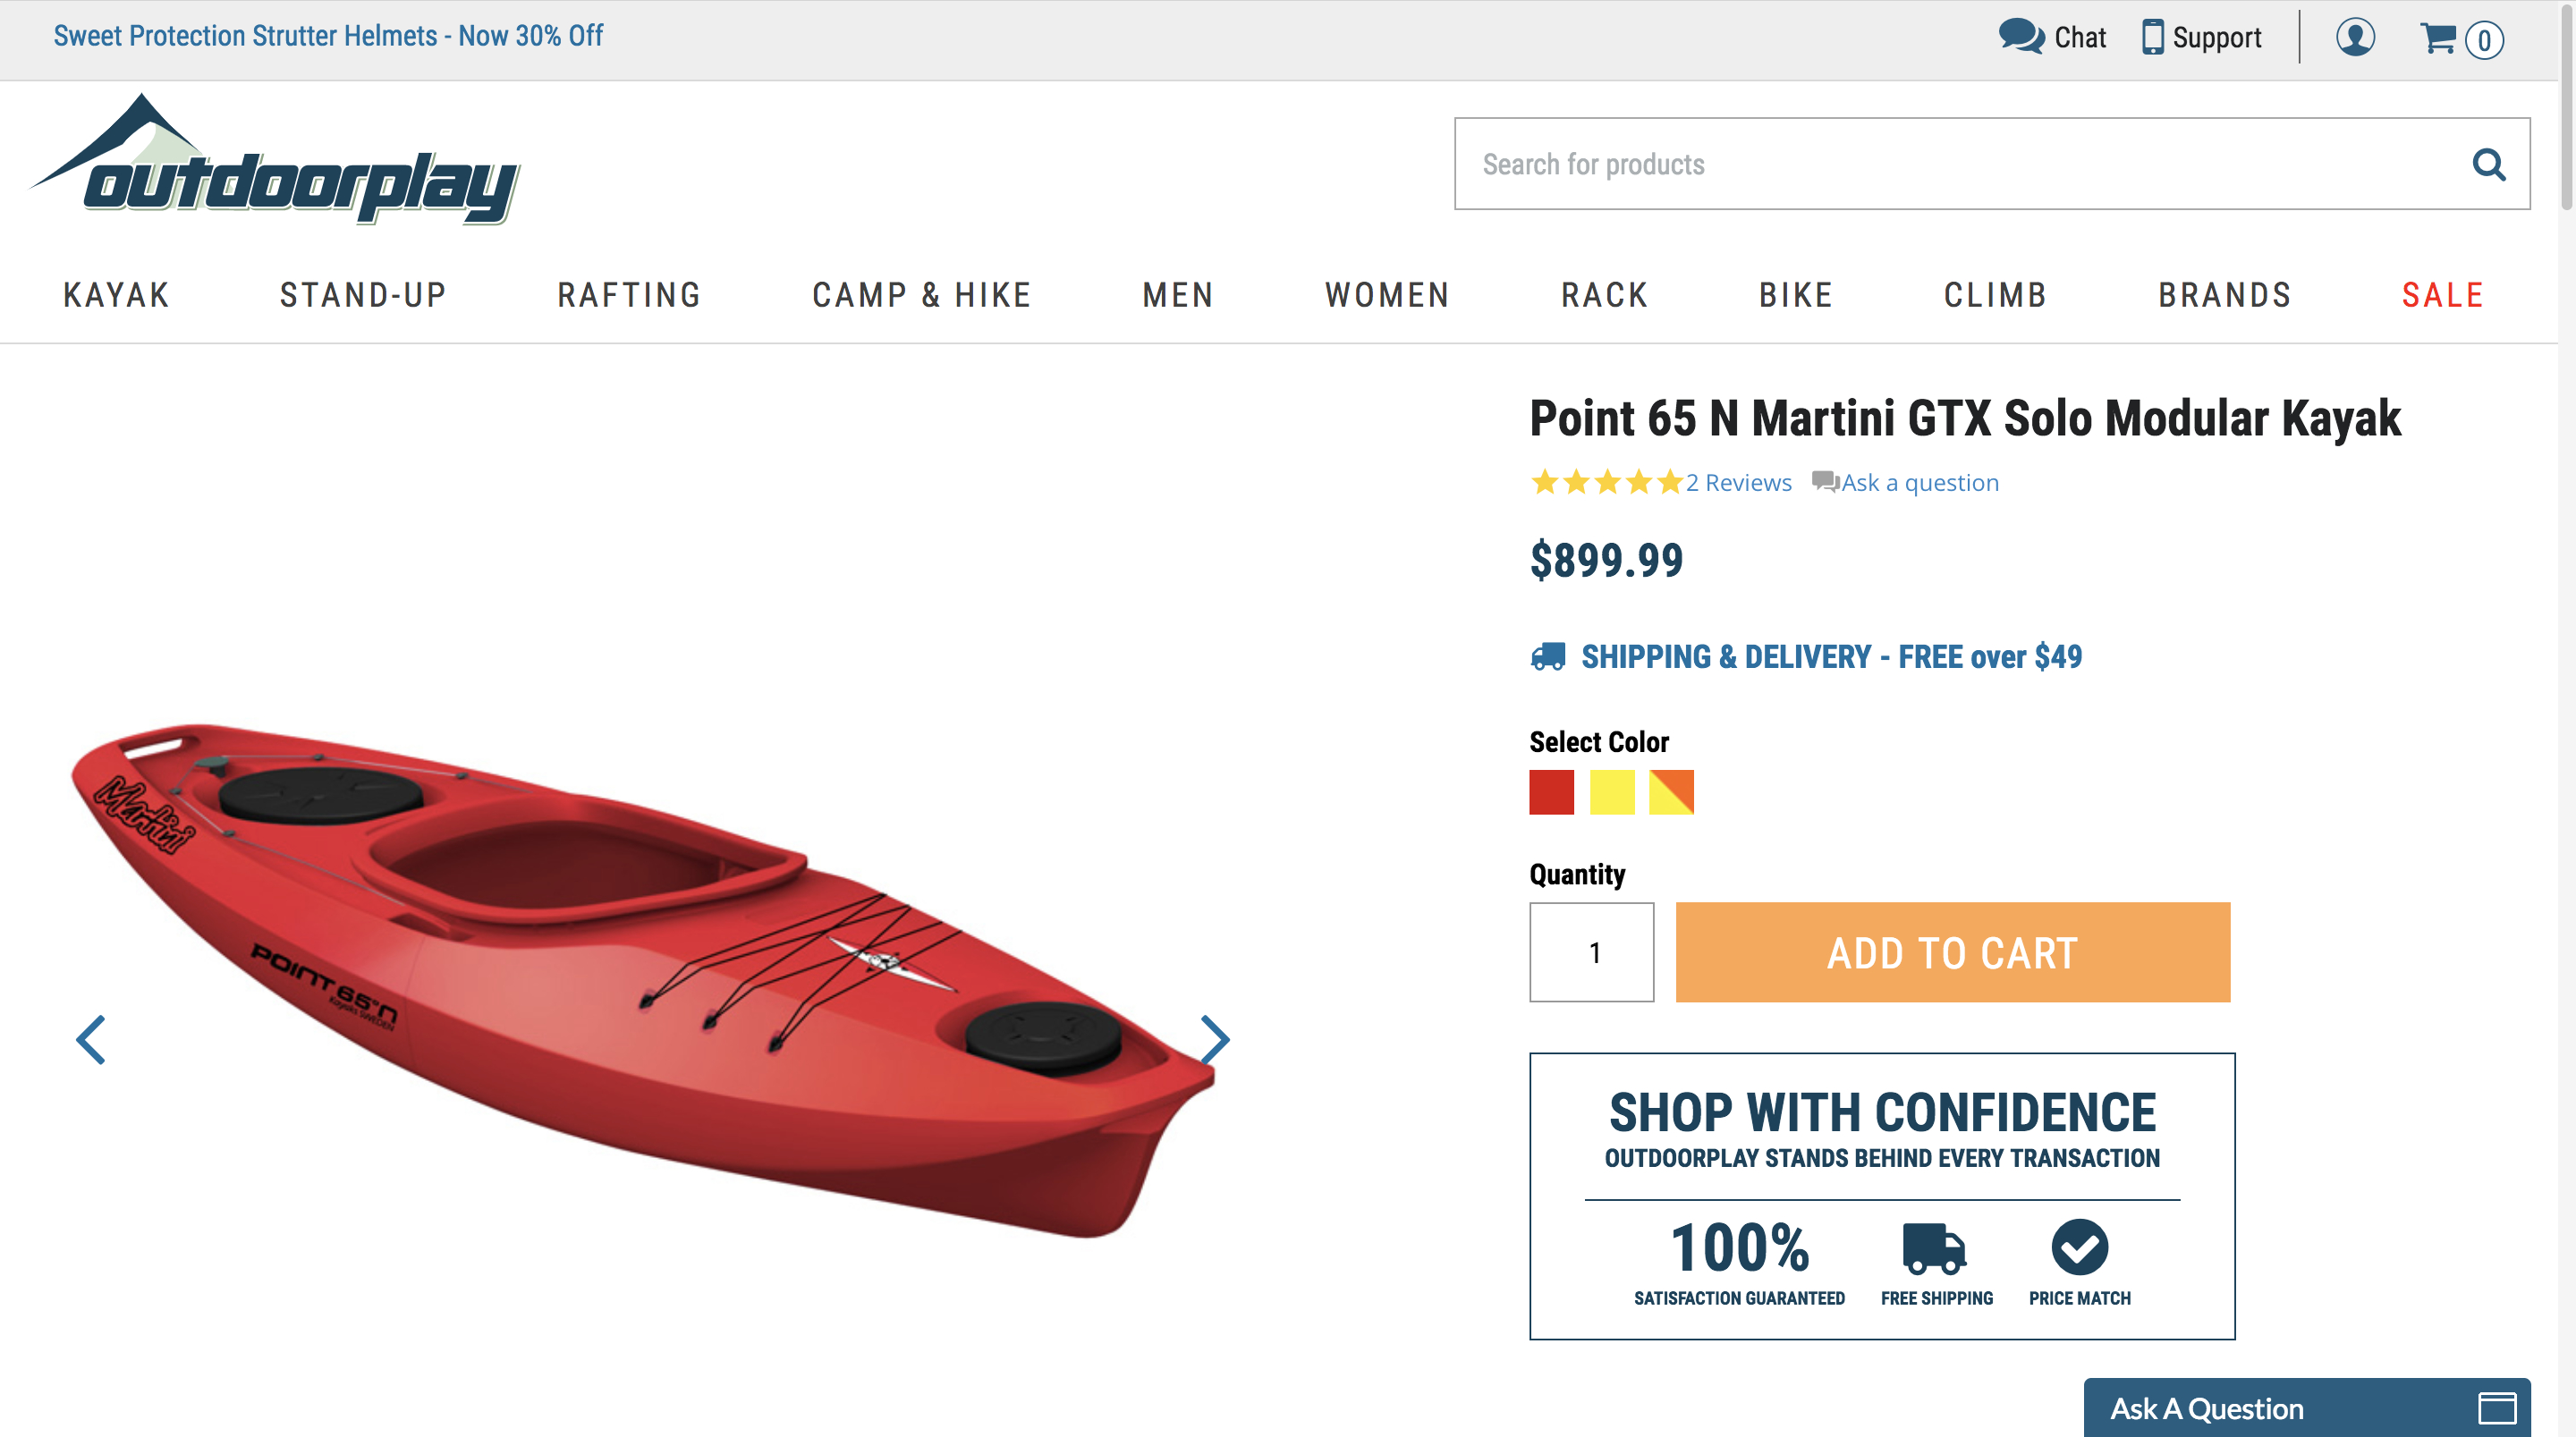 Sweet Protection Strutter Helmets - Now 30% Off
Chat
Support
0
outdoorplay
Search for products
KAYAK STAND-UP RAFTING CAMP & HIKE MEN WOMEN RACK BIKE CLIMB BRANDS SALE
Point 65 N Martini GTX Solo Modular Kayak
2 Reviews Ask a question
$899.99
SHIPPING & DELIVERY - FREE over $49
Select Color
Quantity
1
ADD TO CART
Martini
POINT 65°N
Kayaks SWEDEN
SHOP WITH CONFIDENCE
OUTDOORPLAY STANDS BEHIND EVERY TRANSACTION
100%
SATISFACTION GUARANTEED
FREE SHIPPING
PRICE MATCH
Ask A Question